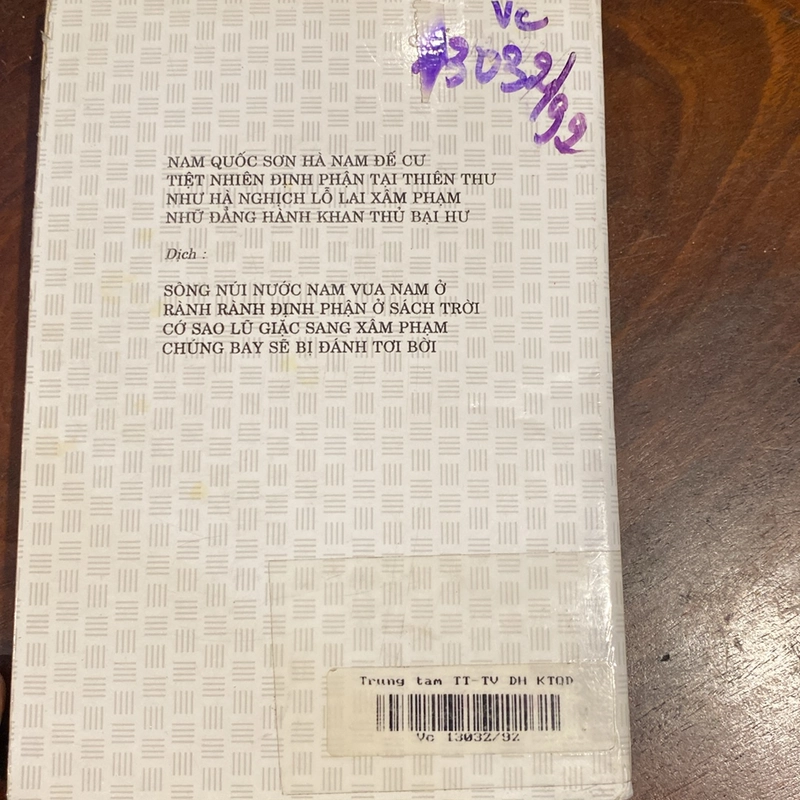 Vc
13032/92
NAM QUỐC SƠN HÀ NAM ĐẾ CƯ
TIỆT NHIÊN ĐỊNH PHẬN TẠI THIÊN THƯ
NHƯ HÀ NGHỊCH LỖ LAI XÂM PHẠM
NHỮ ĐẲNG HÀNH KHAN THỦ BẠI HƯ
Dịch :
SÔNG NÚI NƯỚC NAM VUA NAM Ở
RÀNH RÀNH ĐỊNH PHẬN Ở SÁCH TRỜI
CỚ SAO LŨ GIẶC SANG XÂM PHẠM
CHÚNG BAY SẼ BỊ ĐÁNH TƠI BỜI
Trung tam TT-TV DH KTQD
Vc 13032/92